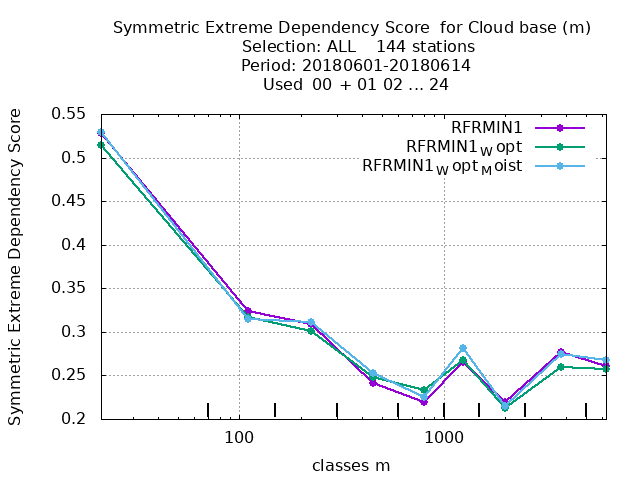 Symmetric Extreme Dependency Score for Cloud base (m)
Selection: ALL 144 stations
Period: 20180601-20180614
Used 00 + 01 02 ... 24
RFRMIN1
RFRMIN1_W opt
RFRMIN1_W opt_M oist
Symmetric Extreme Dependency Score
0.55
0.5
0.45
0.4
0.35
0.3
0.25
0.2
100 1000
classes m